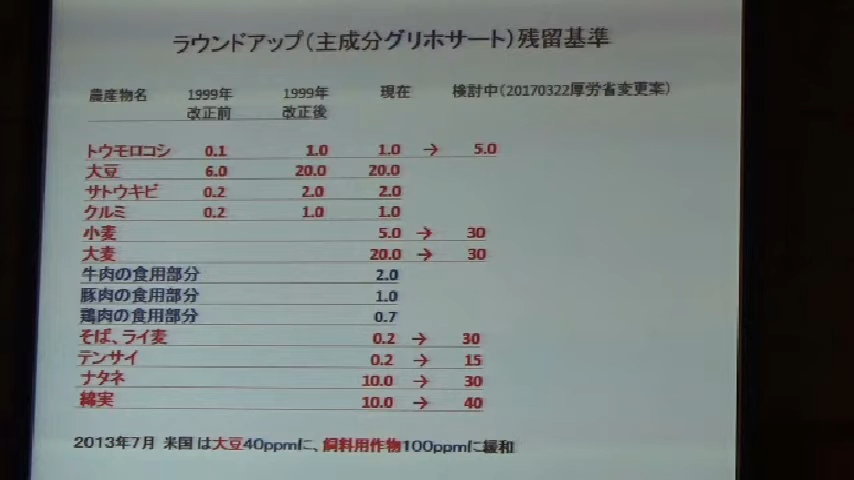 ラウンドアップ(主成分グリホサート)残留基準
農産物名 1999年改正前 1999年改正後 現在 検討中(20170322厚労省変更案)
トウモロコシ 0.1 1.0 1.0 → 5.0
大豆 6.0 20.0 20.0
サトウキビ 0.2 2.0 2.0
クルミ 0.2 1.0 1.0
小麦 5.0 → 30
大麦 20.0 → 30
牛肉の食用部分 2.0
豚肉の食用部分 1.0
鶏肉の食用部分 0.7
そば、ライ麦 0.2 → 30
テンサイ 0.2 → 15
ナタネ 10.0 → 30
綿実 10.0 → 40
2013年7月 米国は大豆40ppmに、飼料用作物100ppmに緩和